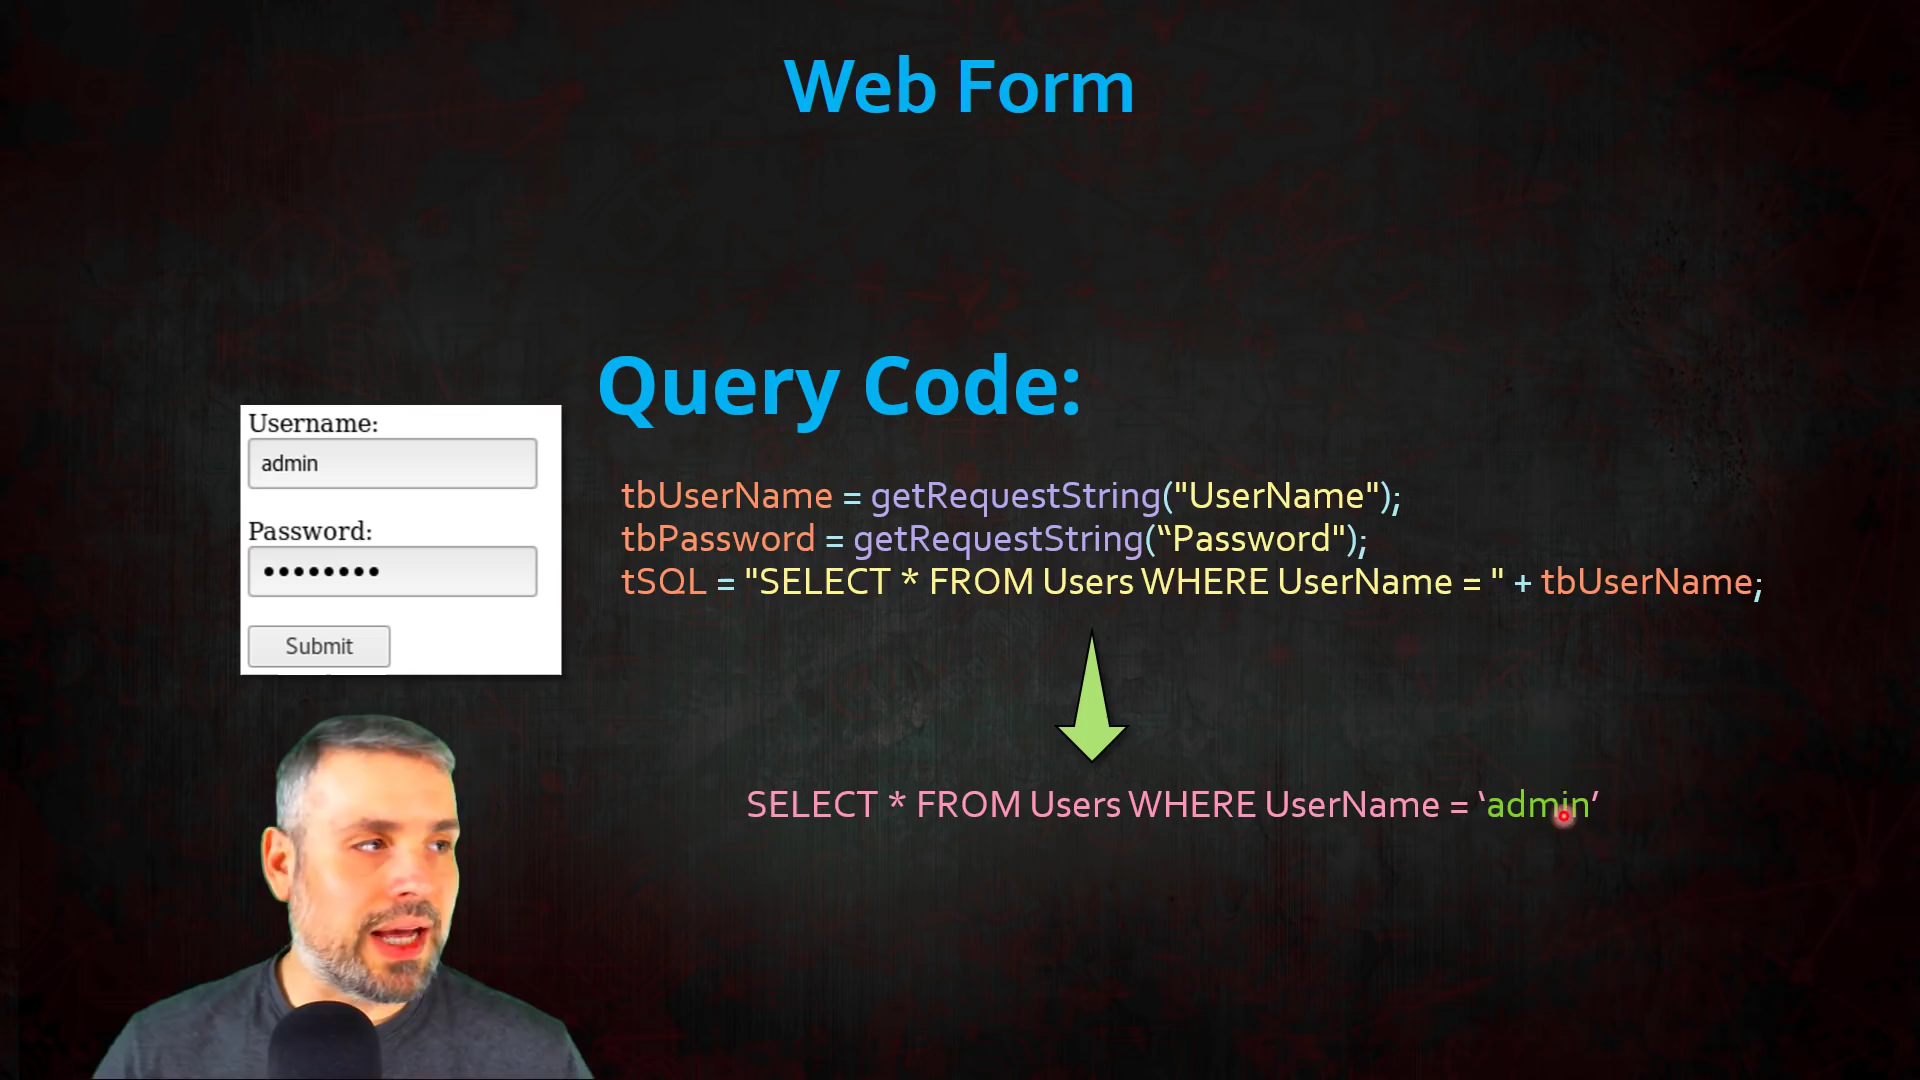 Web Form
Query Code:
Username:
admin
Password:
••••••••
Submit
tbUserName = getRequestString("UserName");
tbPassword = getRequestString(“Password");
tSQL = "SELECT * FROM Users WHERE UserName = " + tbUserName;
SELECT * FROM Users WHERE UserName = ‘admin’